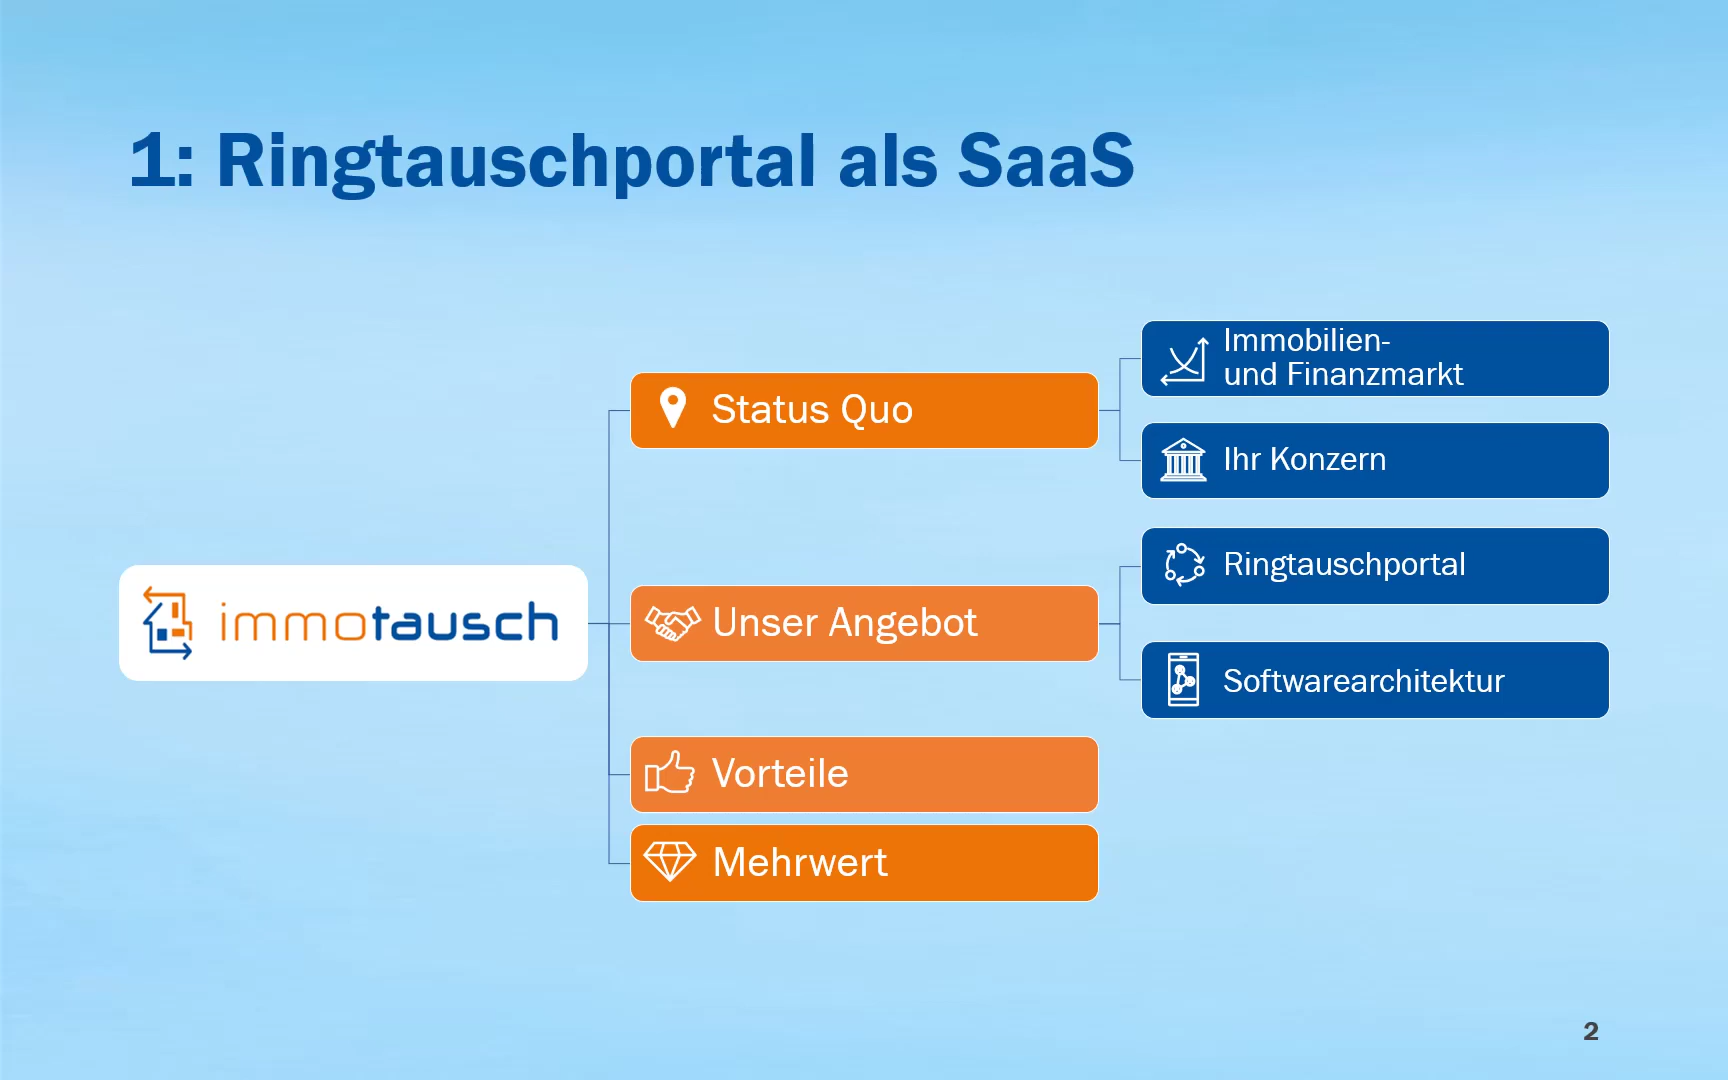 1: Ringtauschportal als SaaS
immotausch
Status Quo
Immobilien-
und Finanzmarkt
Ihr Konzern
Unser Angebot
Ringtauschportal
Softwarearchitektur
Vorteile
Mehrwert
2